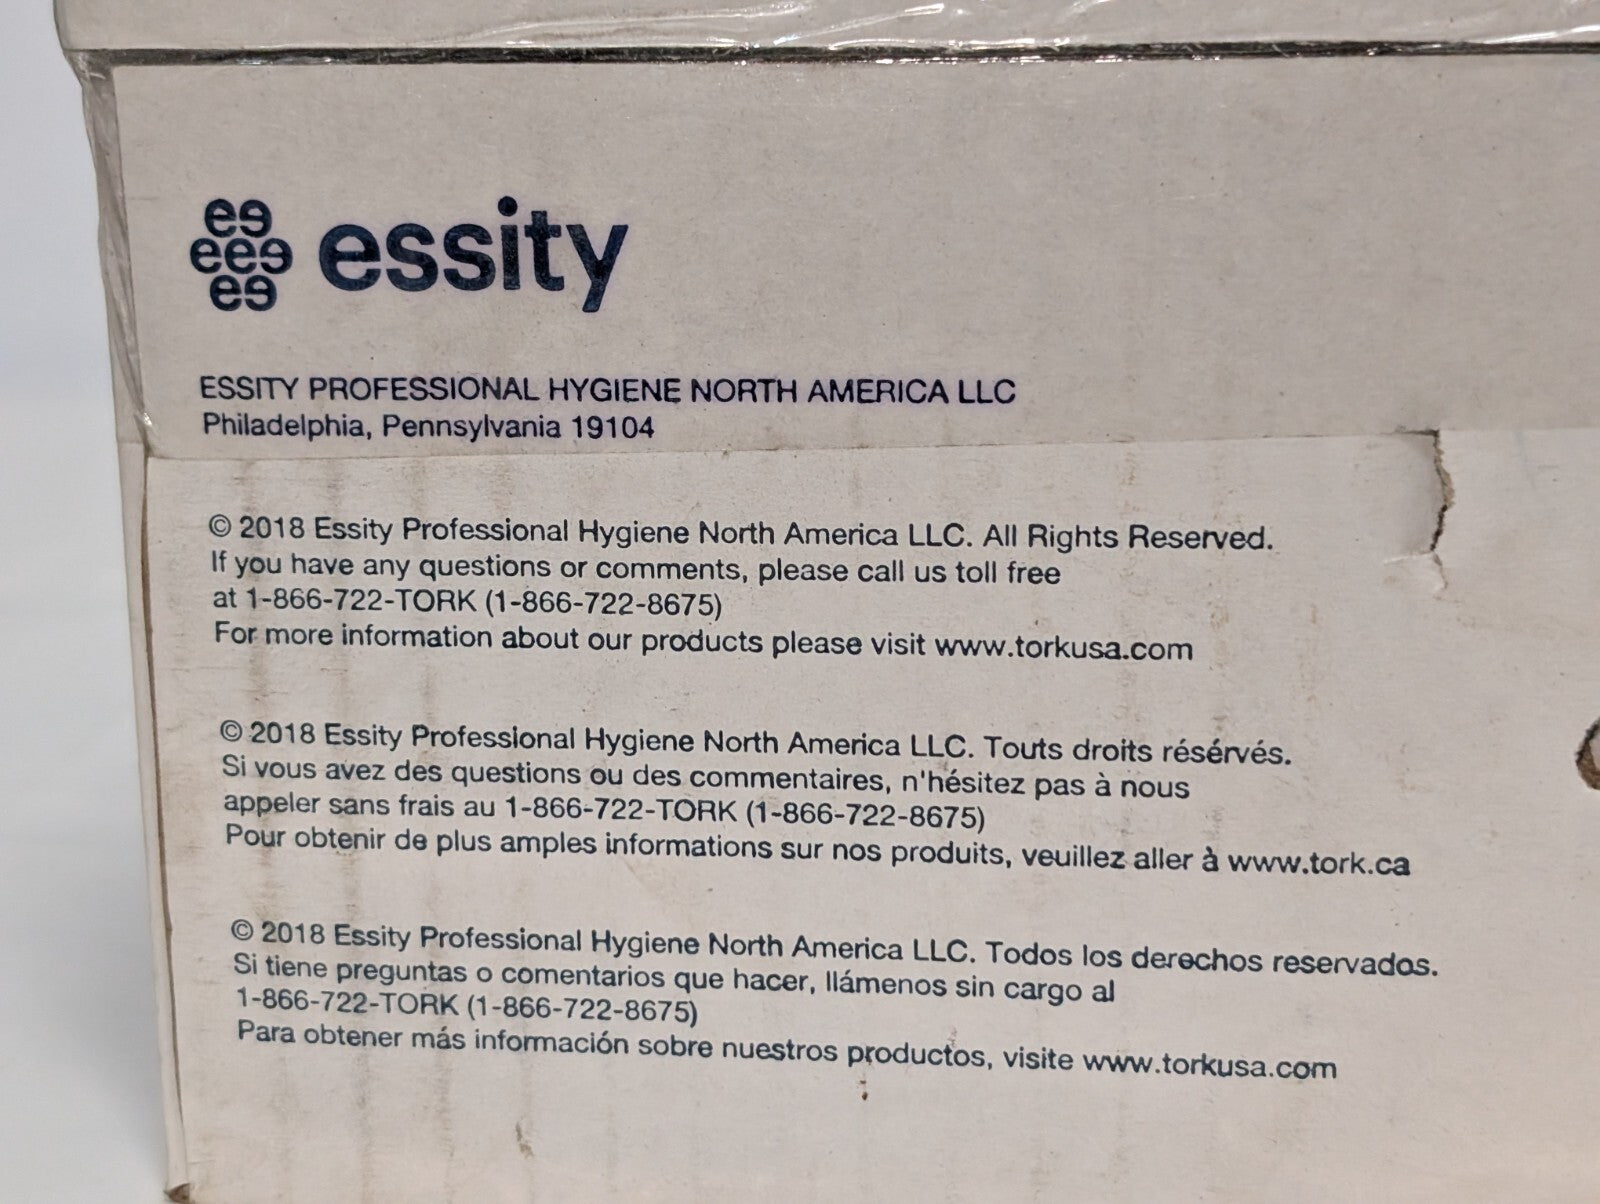 essity
ESSITY PROFESSIONAL HYGIENE NORTH AMERICA LLC
Philadelphia, Pennsylvania 19104
© 2018 Essity Professional Hygiene North America LLC. All Rights Reserved.
If you have any questions or comments, please call us toll free
at 1-866-722-TORK (1-866-722-8675)
For more information about our products please visit www.torkusa.com
© 2018 Essity Professional Hygiene North America LLC. Touts droits résérvés.
Si vous avez des questions ou des commentaires, n'hésitez pas à nous
appeler sans frais au 1-866-722-TORK (1-866-722-8675)
Pour obtenir de plus amples informations sur nos produits, veuillez aller à www.tork.ca
© 2018 Essity Professional Hygiene North America LLC. Todos los derechos reservados.
Si tiene preguntas o comentarios que hacer, llámenos sin cargo al
1-866-722-TORK (1-866-722-8675)
Para obtener más información sobre nuestros productos, visite www.torkusa.com